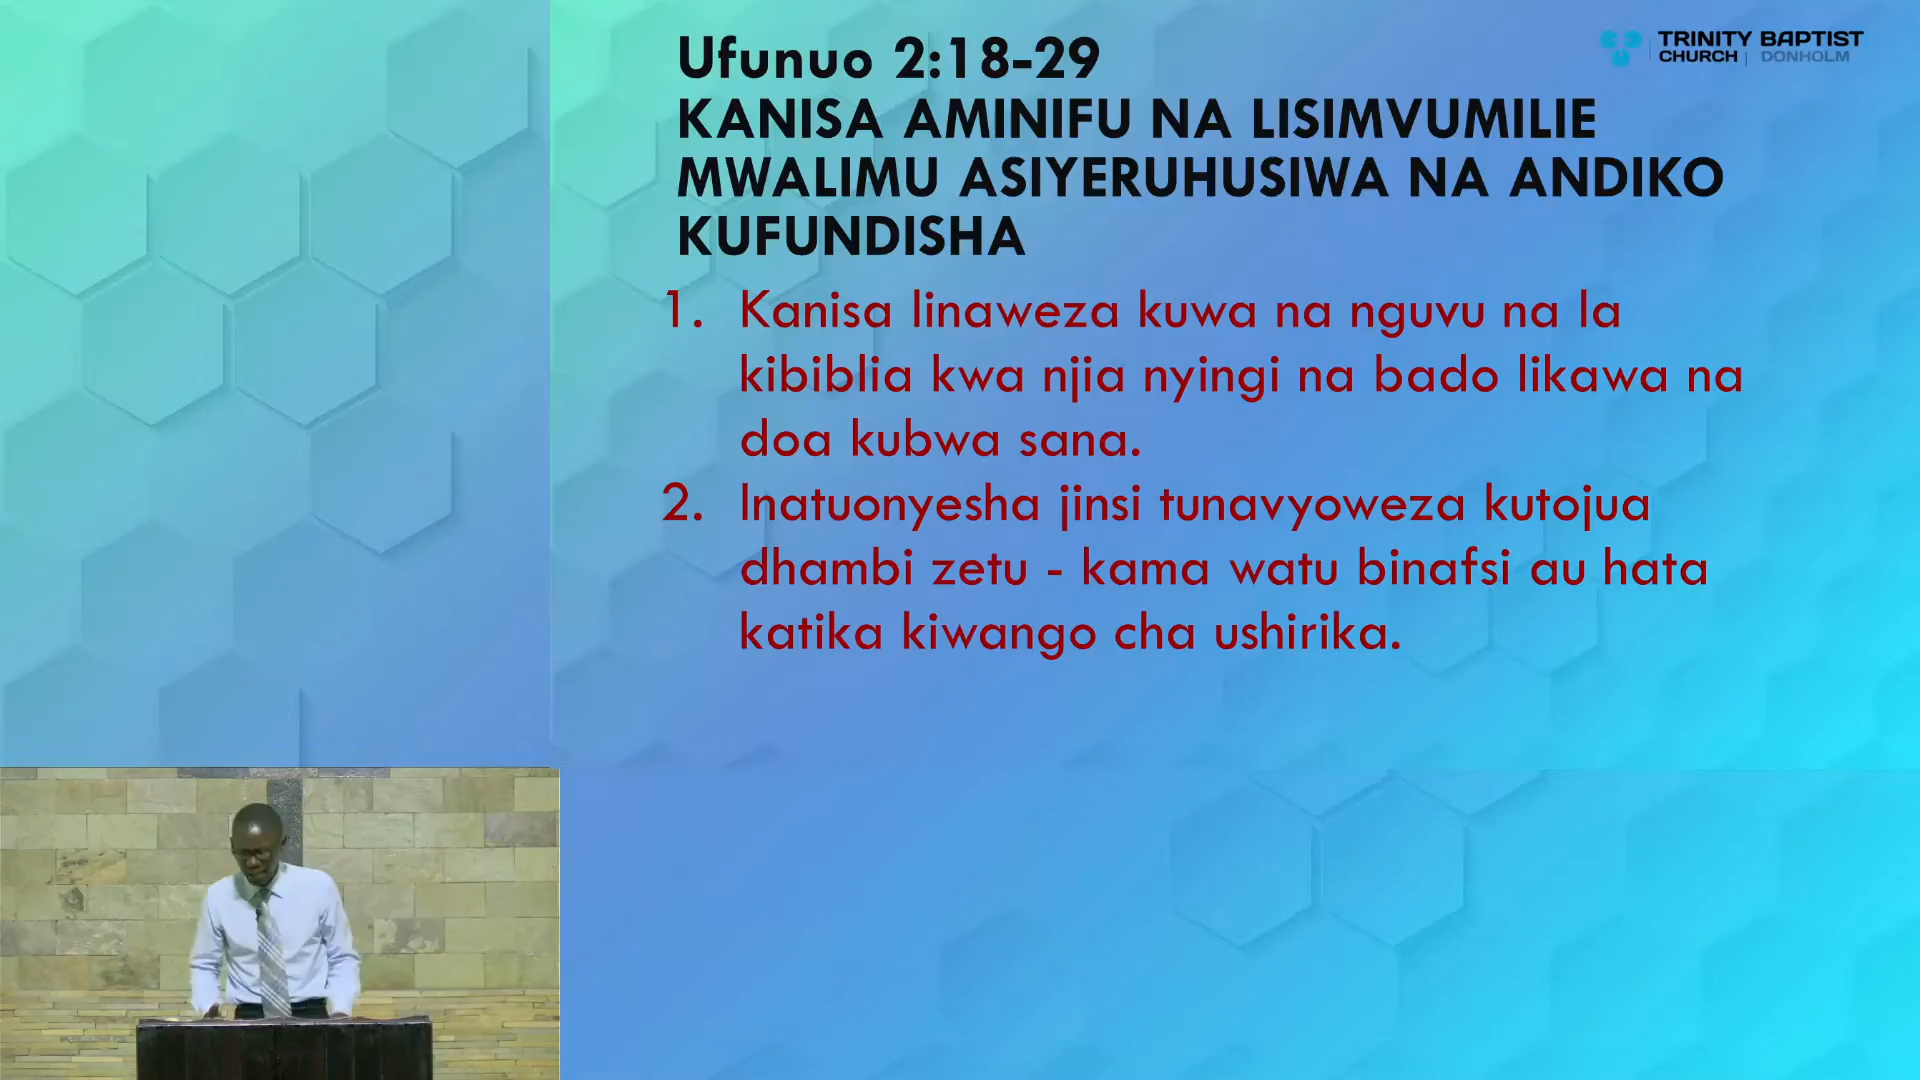 TRINITY BAPTIST
CHURCH | DONHOLM
Ufunuo 2:18-29
KANISA AMINIFU NA LISIMVUMILIE
MWALIMU ASIYERUHUSIWA NA ANDIKO
KUFUNDISHA
1. Kanisa linaweza kuwa na nguvu na la
kibiblia kwa njia nyingi na bado likawa na
doa kubwa sana.
2. Inatuonyesha jinsi tunavyoweza kutojua
dhambi zetu - kama watu binafsi au hata
katika kiwango cha ushirika.